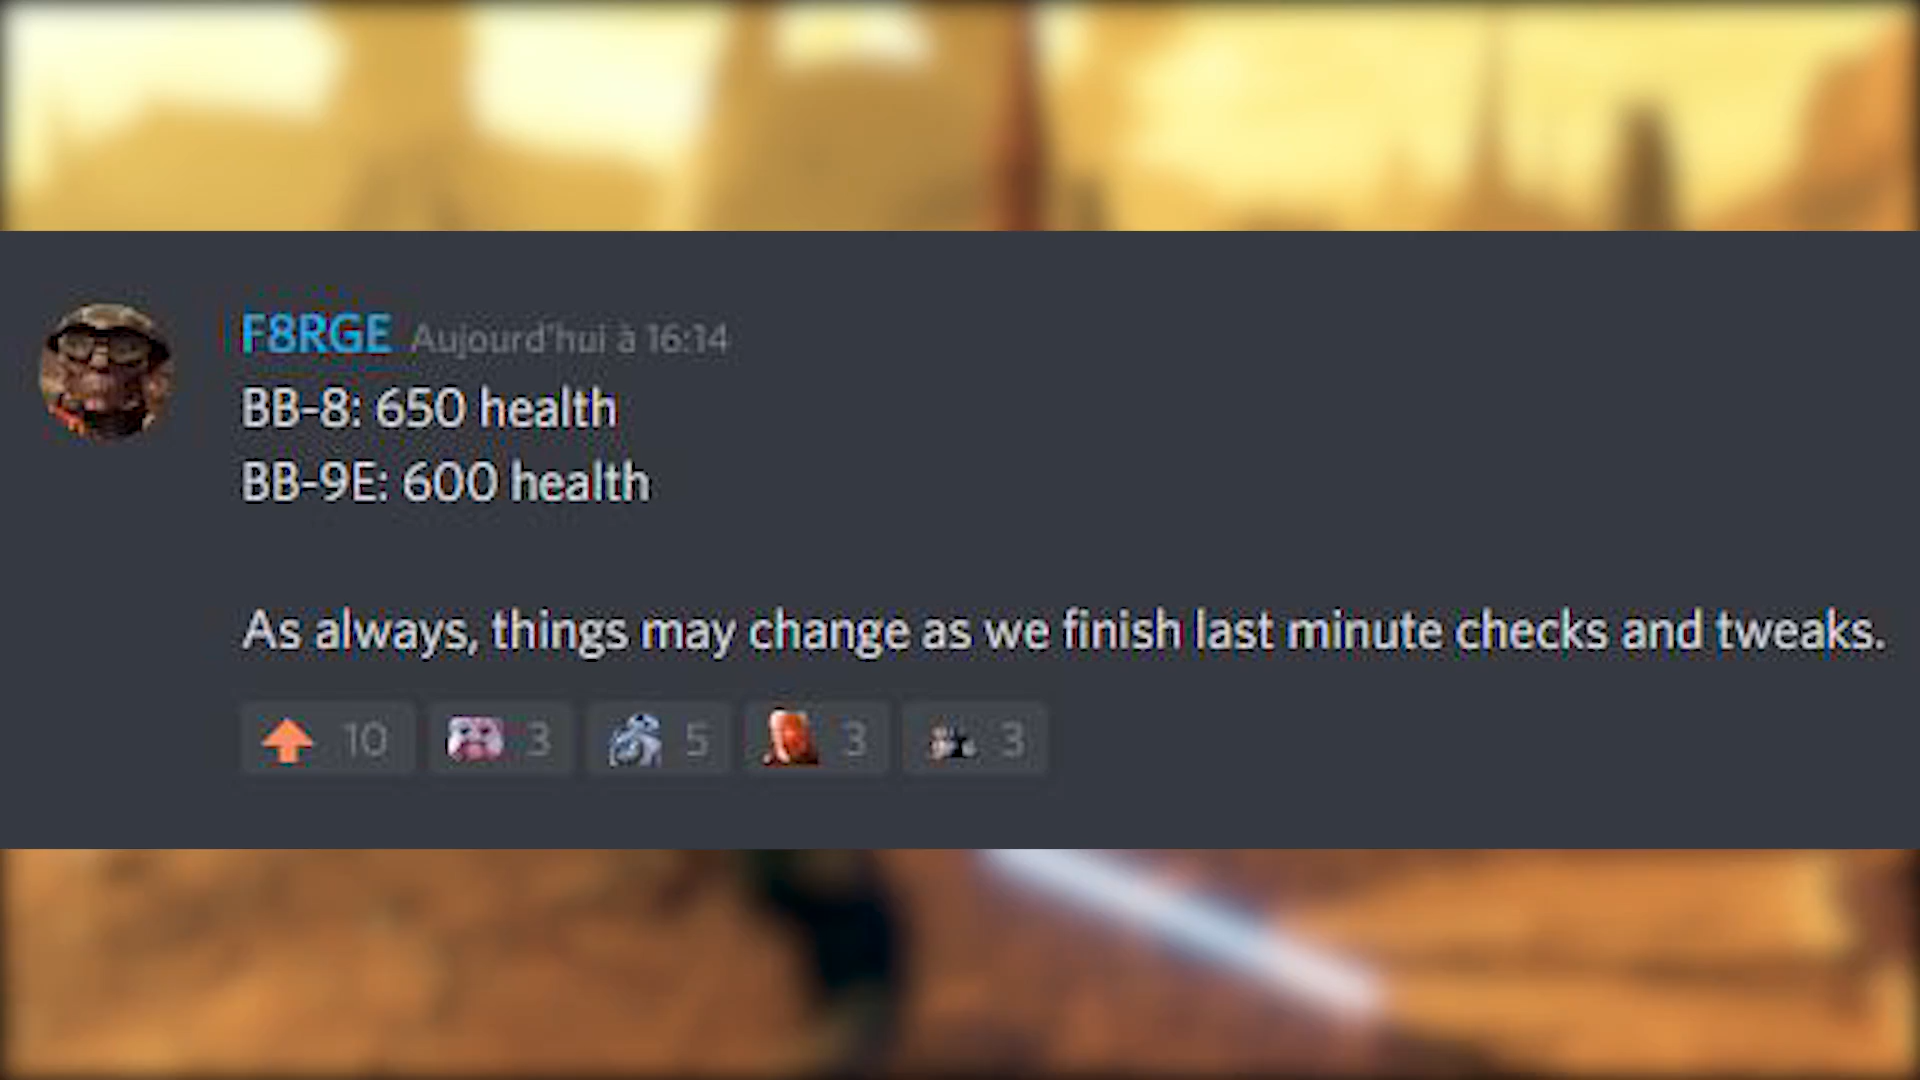 F8RGE Aujourd'hui à 16:14
BB-8: 650 health
BB-9E: 600 health
As always, things may change as we finish last minute checks and tweaks.
10 3 5 3 3